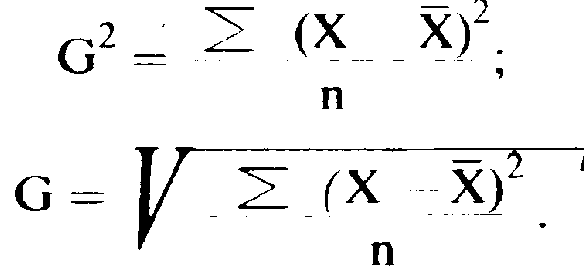 G² = Σ (X – X̄)² / n;
G = √(Σ (X – X̄)² / n).